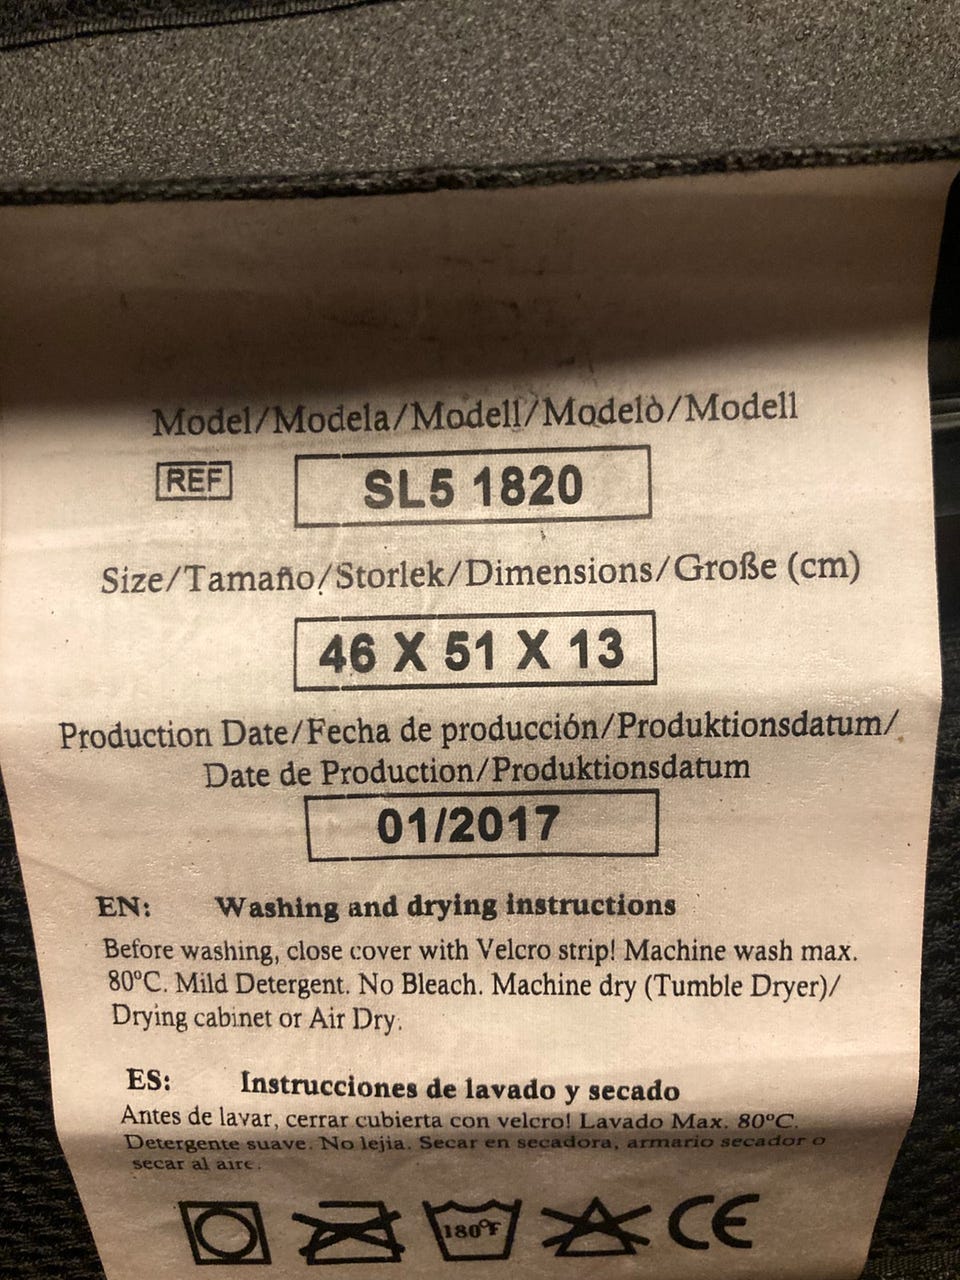 Model/Modela/Modell/Modelò/Modell
REF SL5 1820
Size/Tamaño/Storlek/Dimensions/Große (cm)
46 X 51 X 13
Production Date/Fecha de producción/Produktionsdatum/
Date de Production/Produktionsdatum
01/2017
EN: Washing and drying instructions
Before washing, close cover with Velcro strip! Machine wash max.
80ºC. Mild Detergent. No Bleach. Machine dry (Tumble Dryer)/
Drying cabinet or Air Dry.
ES: Instrucciones de lavado y secado
Antes de lavar, cerrar cubierta con velcro! Lavado Max. 80ºC.
Detergente suave. No lejia. Secar en secadora, armario secador o
secar al aire.
180ºF CE